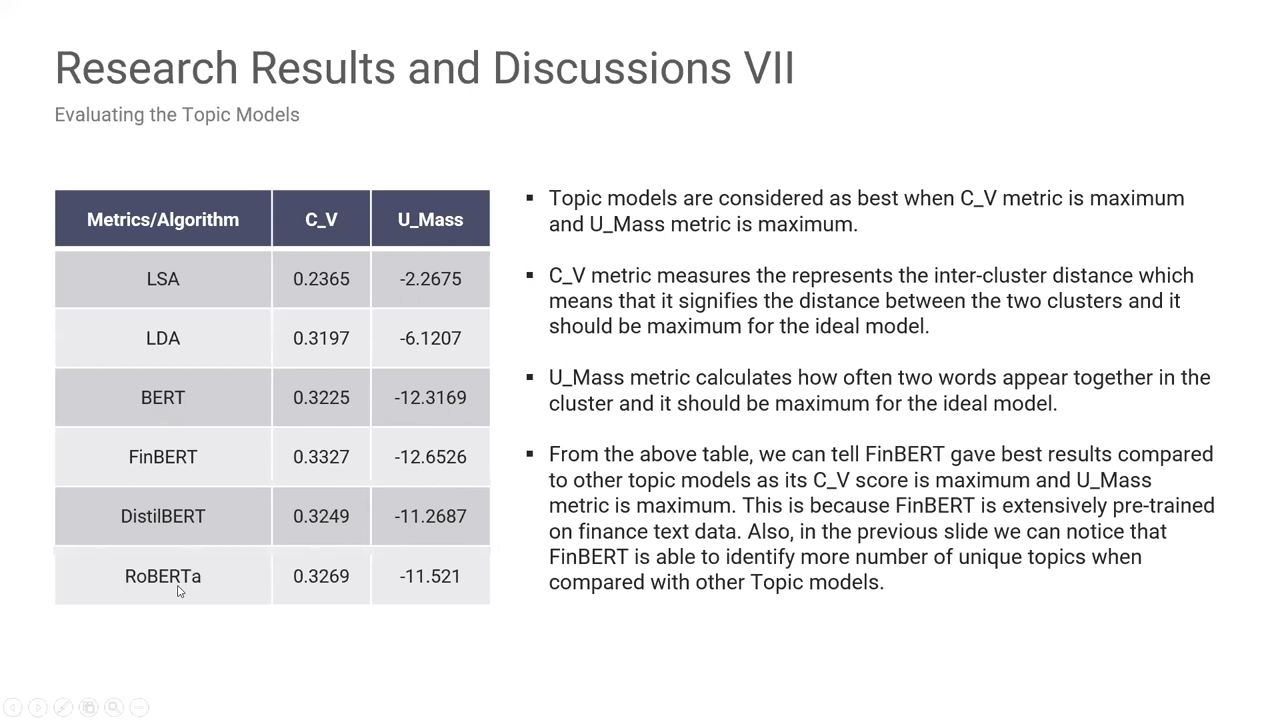 Research Results and Discussions VII
Evaluating the Topic Models
Metrics/Algorithm C_V U_Mass
LSA 0.2365 -2.2675
LDA 0.3197 -6.1207
BERT 0.3225 -12.3169
FinBERT 0.3327 -12.6526
DistilBERT 0.3249 -11.2687
RoBERTa 0.3269 -11.521
▪ Topic models are considered as best when C_V metric is maximum
and U_Mass metric is maximum.
▪ C_V metric measures the represents the inter-cluster distance which
means that it signifies the distance between the two clusters and it
should be maximum for the ideal model.
▪ U_Mass metric calculates how often two words appear together in the
cluster and it should be maximum for the ideal model.
▪ From the above table, we can tell FinBERT gave best results compared
to other topic models as its C_V score is maximum and U_Mass
metric is maximum. This is because FinBERT is extensively pre-trained
on finance text data. Also, in the previous slide we can notice that
FinBERT is able to identify more number of unique topics when
compared with other Topic models.